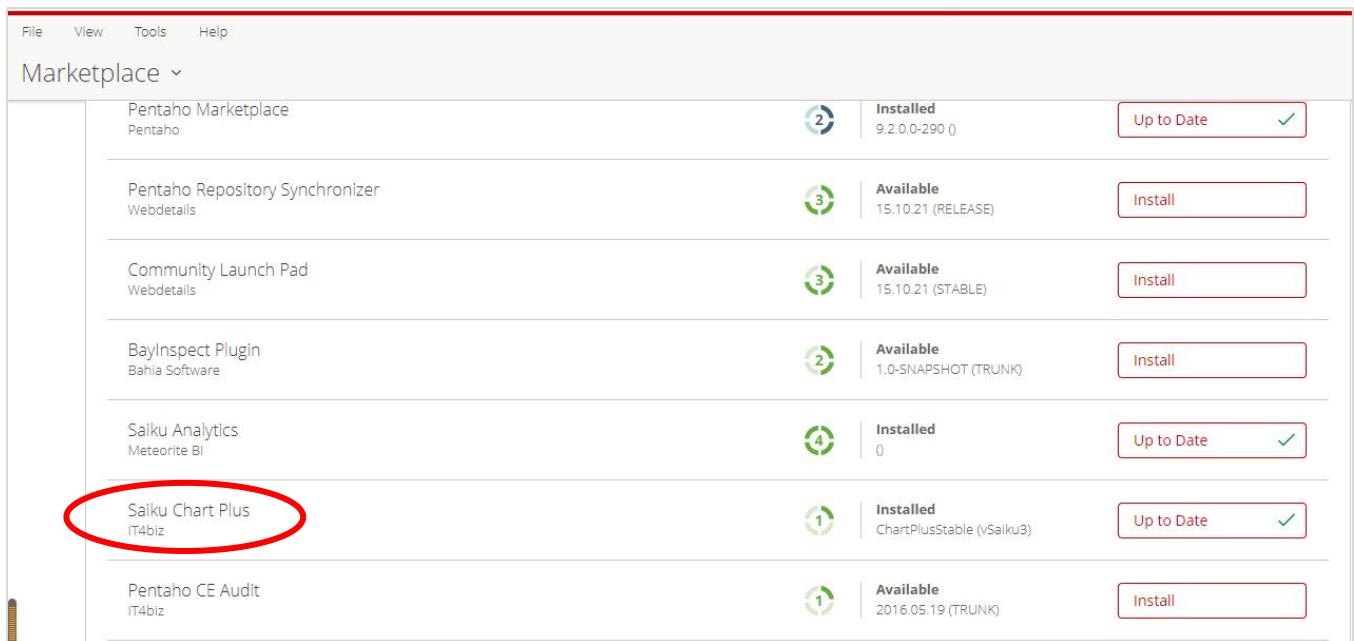 File View Tools Help
Marketplace
Pentaho Marketplace
Pentaho
2
Installed
9.2.0.0-290 ()
Up to Date
Pentaho Repository Synchronizer
Webdetails
3
Available
15.10.21 (RELEASE)
Install
Community Launch Pad
Webdetails
3
Available
15.10.21 (STABLE)
Install
BayInspect Plugin
Bahia Software
2
Available
1.0-SNAPSHOT (TRUNK)
Install
Saiku Analytics
Meteorite BI
4
Installed
()
Up to Date
Saiku Chart Plus
IT4biz
1
Installed
ChartPlusStable (vSaiku3)
Up to Date
Pentaho CE Audit
IT4biz
1
Available
2016.05.19 (TRUNK)
Install